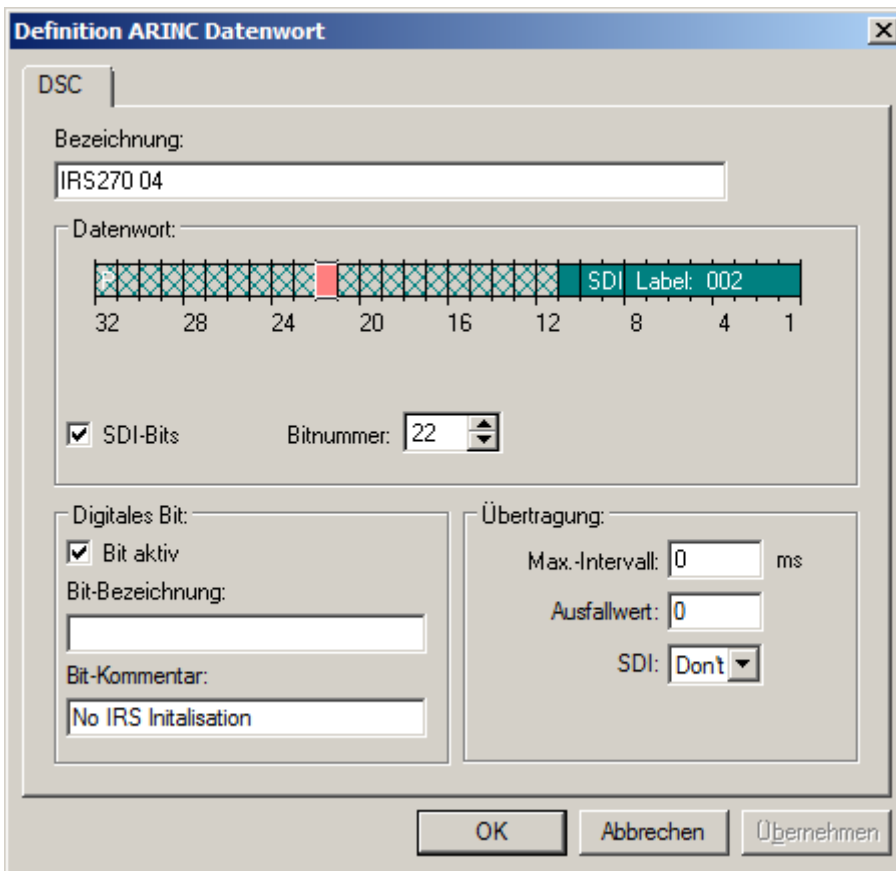 Definition ARINC Datenwort
DSC
Bezeichnung:
IRS270 04
Datenwort:
P SDI Label: 002
32 28 24 20 16 12 8 4 1
SDI-Bits Bitnummer: 22
Digitales Bit:
Bit aktiv
Bit-Bezeichnung:
Bit-Kommentar:
No IRS Initalisation
Übertragung:
Max.-Intervall: 0 ms
Ausfallwert: 0
SDI: Don't
OK Abbrechen Übernehmen